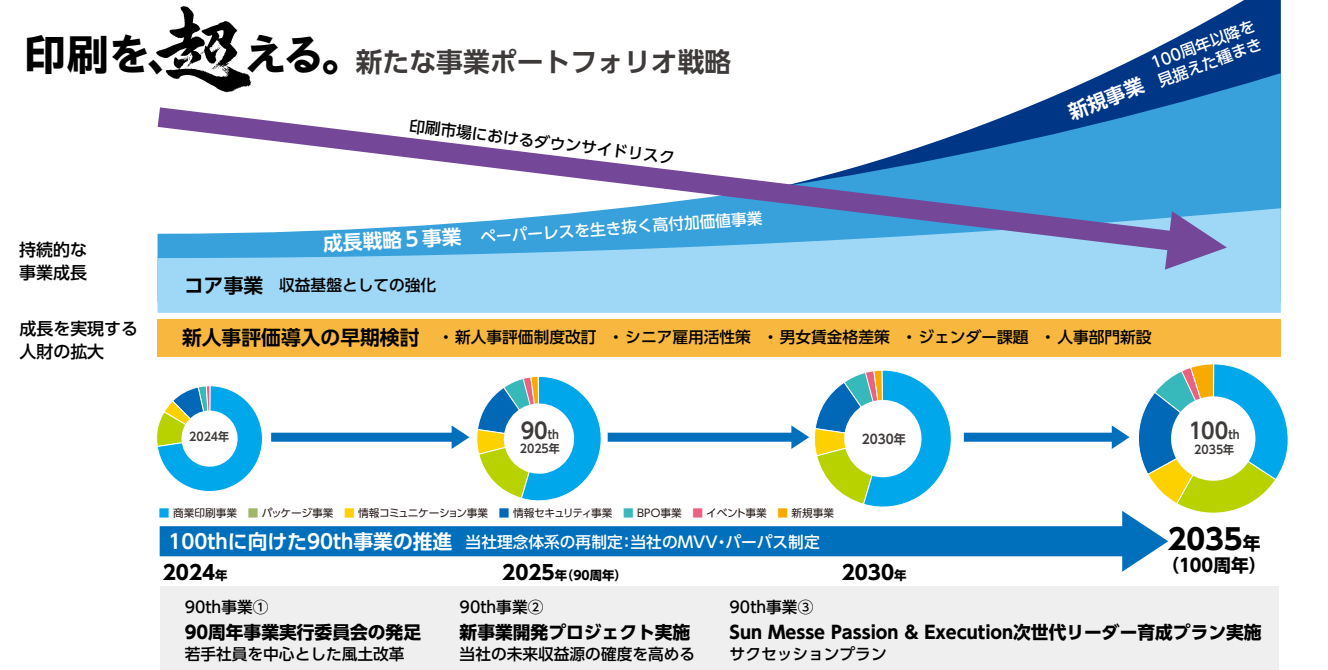 印刷を、超える。新たな事業ポートフォリオ戦略
100周年以降を
見据えた種まき
新規事業
印刷市場におけるダウンサイドリスク
成長戦略5事業 ペーパーレスを生き抜く高付加価値事業
持続的な
事業成長
コア事業 収益基盤としての強化
成長を実現する
人財の拡大
新人事評価導入の早期検討 ・新人事評価制度改訂 ・シニア雇用活性策 ・男女賃金格差策 ・ジェンダー課題 ・人事部門新設
2024年
90th
2025年
2030年
100th
2035年
商業印刷事業 パッケージ事業 情報コミュニケーション事業 情報セキュリティ事業 BPO事業 イベント事業 新規事業
100thに向けた90th事業の推進 当社理念体系の再制定：当社のMVV・パーパス制定
2035年
（100周年）
2024年 2025年（90周年） 2030年
90th事業①
90周年事業実行委員会の発足
若手社員を中心とした風土改革
90th事業②
新事業開発プロジェクト実施
当社の未来収益源の確度を高める
90th事業③
Sun Messe Passion & Execution次世代リーダー育成プラン実施
サクセッションプラン